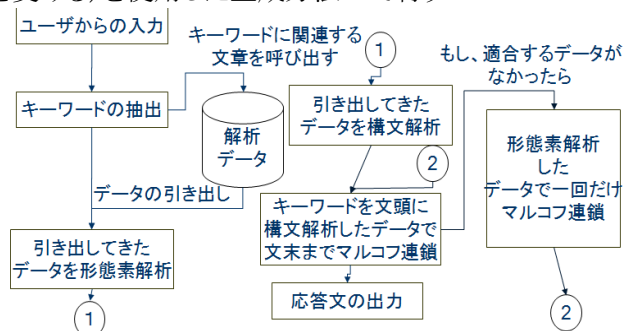 ユーザからの入力
キーワードの抽出
キーワードに関連する
文章を呼び出す
解析
データ
データの引き出し
引き出してきた
データを形態素解析
1
1
引き出してきた
データを構文解析
2
キーワードを文頭に
構文解析したデータで
文末までマルコフ連鎖
応答文の出力
もし、適合するデータが
なかったら
形態素解析
した
データで一回だけ
マルコフ連鎖
2